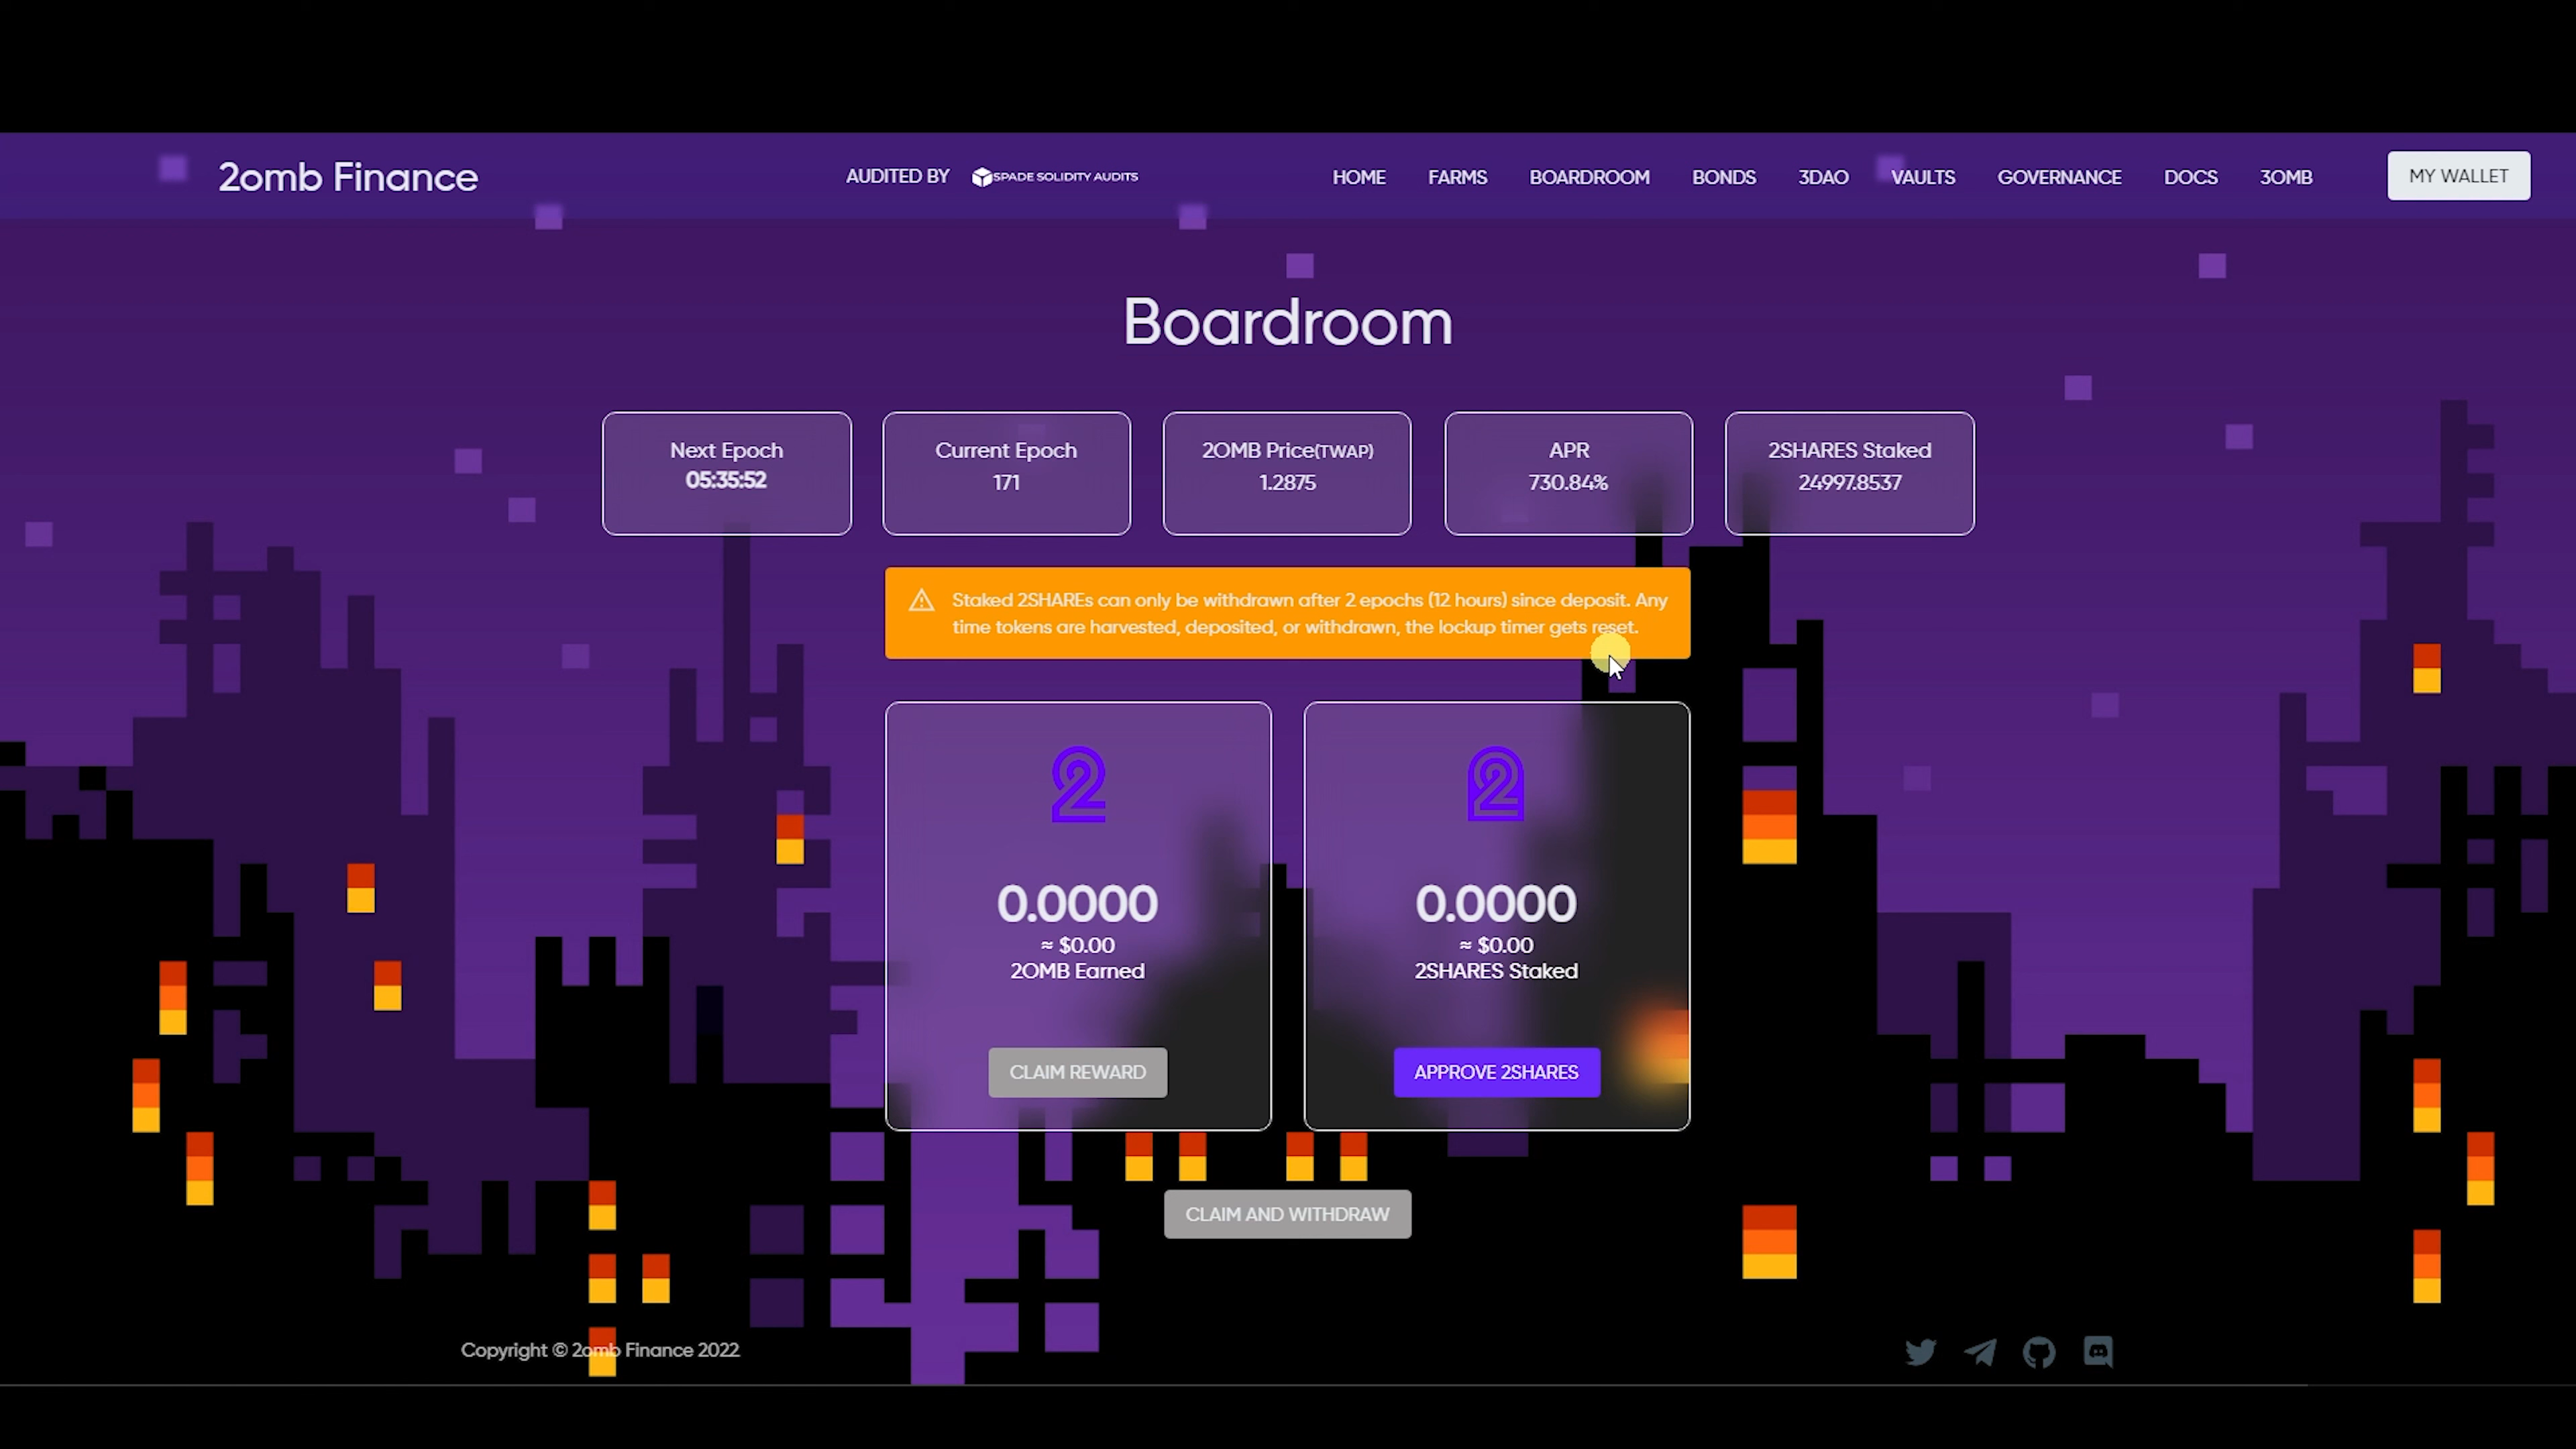 2omb Finance
AUDITED BY SPADE SOLIDITY AUDITS
HOME FARMS BOARDROOM BONDS 3DAO VAULTS GOVERNANCE DOCS 3OMB
MY WALLET
Boardroom
Next Epoch
05:35:52
Current Epoch
171
2OMB Price(TWAP)
1.2875
APR
730.84%
2SHARES Staked
24997.8537
Staked 2SHAREs can only be withdrawn after 2 epochs (12 hours) since deposit. Any
time tokens are harvested, deposited, or withdrawn, the lockup timer gets reset.
2
0.0000
≈ $0.00
2OMB Earned
CLAIM REWARD
2
0.0000
≈ $0.00
2SHARES Staked
APPROVE 2SHARES
CLAIM AND WITHDRAW
Copyright © 2omb Finance 2022